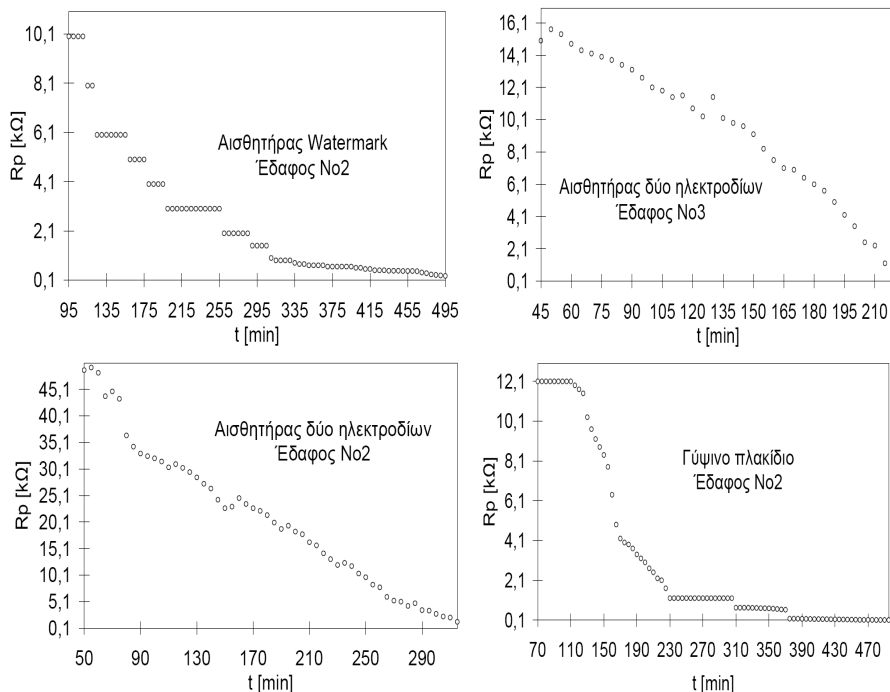 10,1
8,1
6,1
4,1
2,1
0,1
Rp [kΩ]
Αισθητήρας Watermark
Έδαφος Νο2
95 135 175 215 255 295 335 375 415 455 495
t [min]
16,1
14,1
12,1
10,1
8,1
6,1
4,1
2,1
0,1
Rp [kΩ]
Αισθητήρας δύο ηλεκτροδίων
Έδαφος Νο3
45 60 75 90 105 120 135 150 165 180 195 210
t [min]
45,1
40,1
35,1
30,1
25,1
20,1
15,1
10,1
5,1
0,1
Rp [kΩ]
Αισθητήρας δύο ηλεκτροδίων
Έδαφος Νο2
50 90 130 170 210 250 290
t [min]
12,1
10,1
8,1
6,1
4,1
2,1
0,1
Rp [kΩ]
Γύψινο πλακίδιο
Έδαφος Νο2
70 110 150 190 230 270 310 350 390 430 470
t [min]